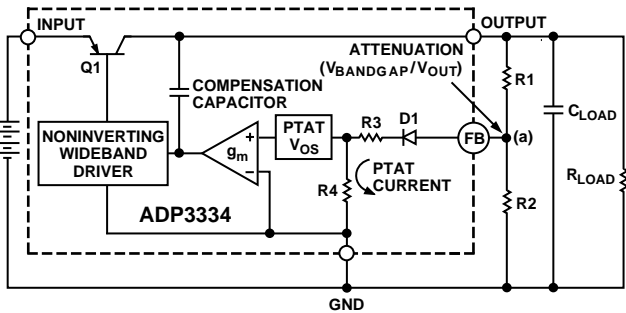 INPUT
OUTPUT
Q1
ATTENUATION
(VBANDGAP/VOUT)
R1
COMPENSATION
CAPACITOR
CLOAD
NONINVERTING
WIDEBAND
DRIVER
gm
+
−
PTAT
VOS
R3
D1
FB
(a)
R4
PTAT
CURRENT
R2
RLOAD
ADP3334
GND